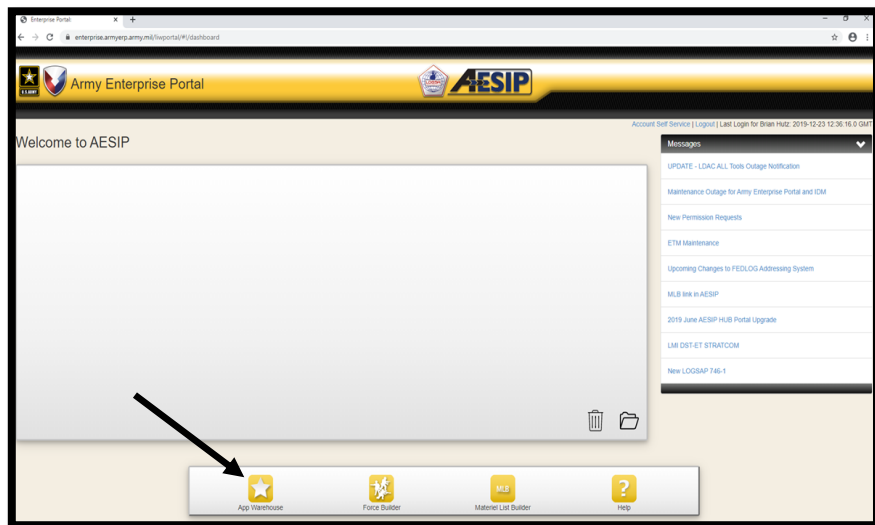 Enterprise Portal
enterprise.armyerp.army.mil/liwportal/#!/dashboard
U.S.ARMY
Army Enterprise Portal
AESIP
Account Self Service | Logout | Last Login for Brian Hutz: 2019-12-23 12:36:16.0 GMT
Welcome to AESIP
Messages
UPDATE - LDAC ALL Tools Outage Notification
Maintenance Outage for Army Enterprise Portal and IDM
New Permission Requests
ETM Maintenance
Upcoming Changes to FEDLOG Addressing System
MLB link in AESIP
2019 June AESIP HUB Portal Upgrade
LMI DST-ET STRATCOM
New LOGSAP 746-1
App Warehouse
Force Builder
MLB
Materiel List Builder
?
Help